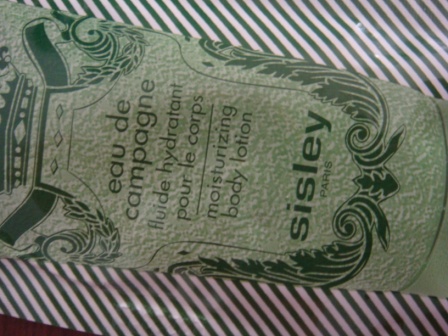 eau de
campagne
fluide hydratant
pour le corps
moisturizing
body lotion
sisley
PARIS